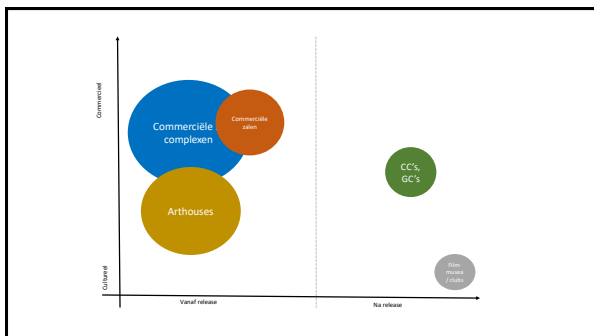 Commercieel
Commerciële
complexen
Commerciële
zalen
CC's,
GC's
Arthouses
Film-
musea
/ clubs
Cultureel
Vanaf release
Na release